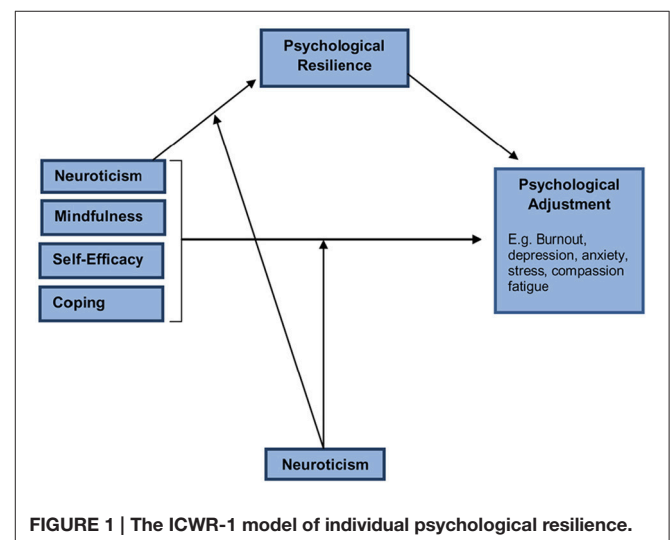 Psychological
Resilience
Neuroticism
Mindfulness
Self-Efficacy
Coping
Psychological
Adjustment
E.g. Burnout,
depression, anxiety,
stress, compassion
fatigue
Neuroticism
FIGURE 1 | The ICWR-1 model of individual psychological resilience.